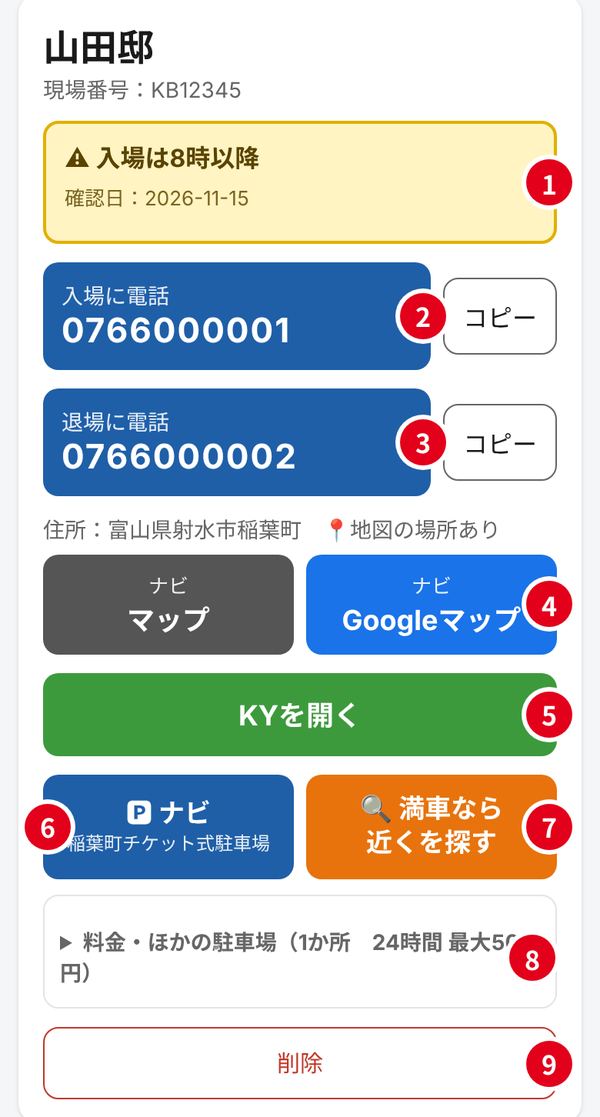 山田邸
現場番号：KB12345
⚠ 入場は8時以降
確認日：2026-11-15
1
入場に電話
0766000001
2
コピー
退場に電話
0766000002
3
コピー
住所：富山県射水市稲葉町 📍地図の場所あり
ナビ
マップ
ナビ
Googleマップ
4
KYを開く
5
🅿 ナビ
稲葉町チケット式駐車場
6
🔍 満車なら
近くを探す
7
▶ 料金・ほかの駐車場（1か所 24時間 最大5
円）
8
削除
9